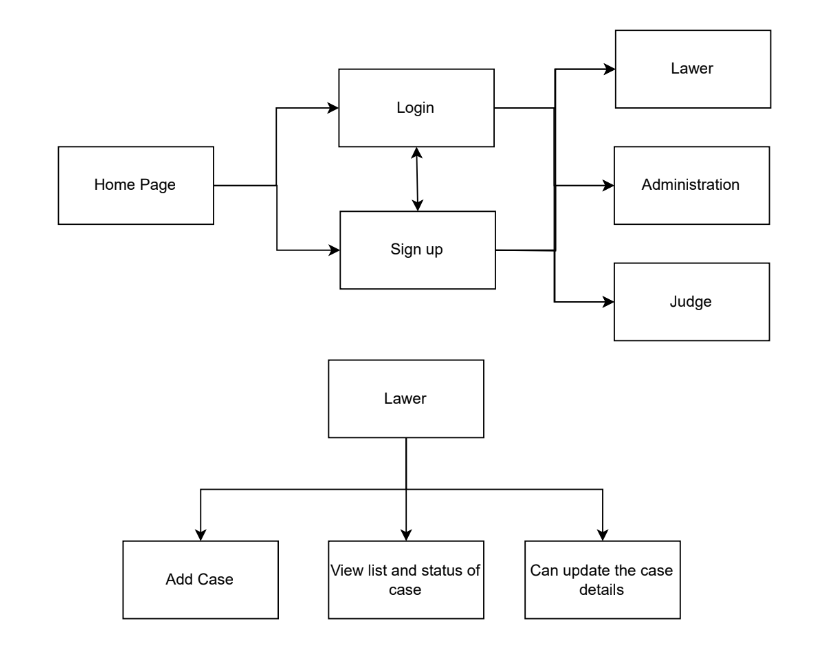 Lawer
Login
Home Page
Administration
Sign up
Judge
Lawer
Add Case
View list and status of
case
Can update the case
details